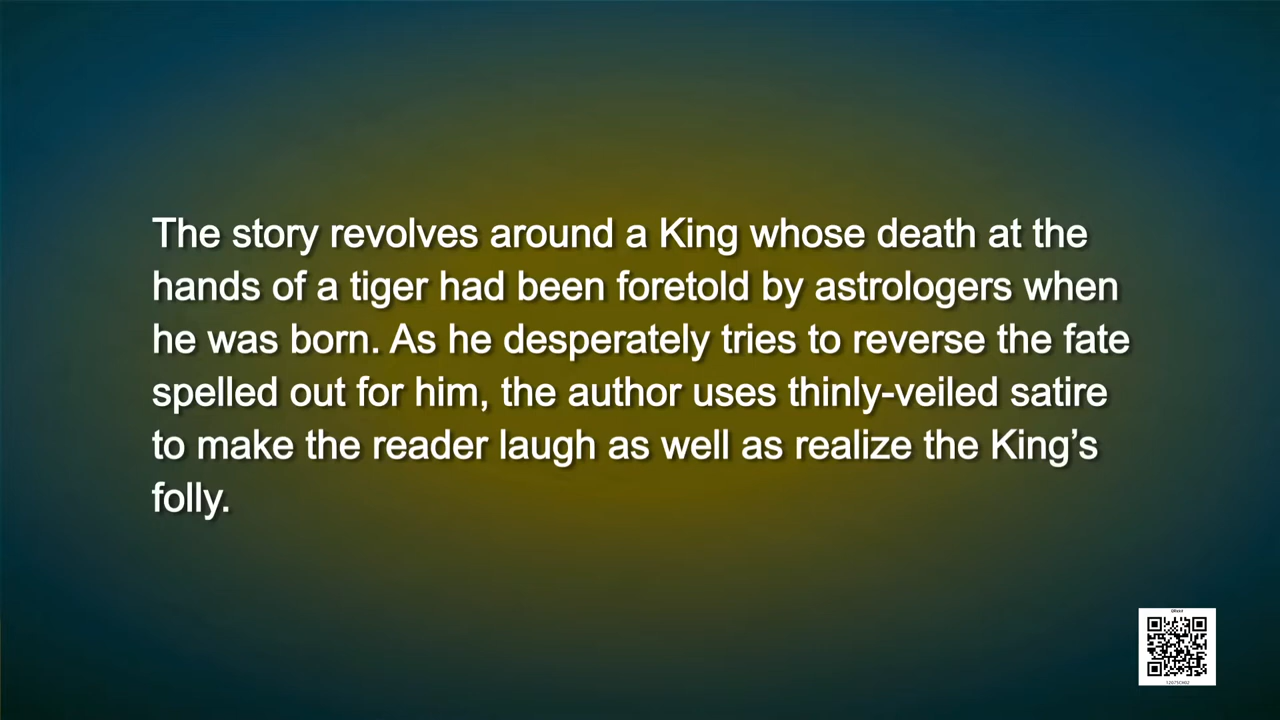 The story revolves around a King whose death at the
hands of a tiger had been foretold by astrologers when
he was born. As he desperately tries to reverse the fate
spelled out for him, the author uses thinly-veiled satire
to make the reader laugh as well as realize the King’s
folly.